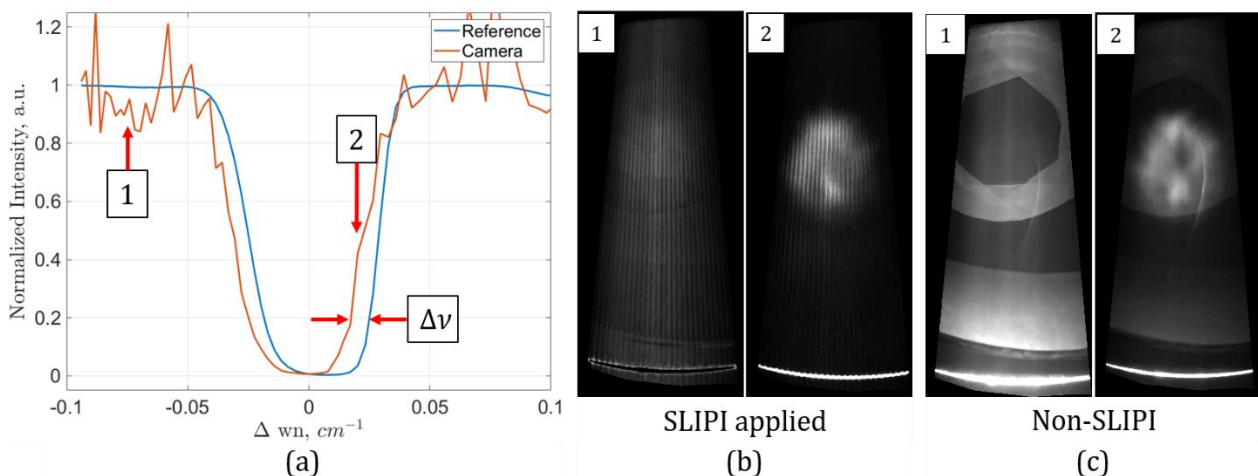 1.2
1
0.8
0.6
0.4
0.2
0
-0.1
-0.05
0
0.05
0.1
Normalized Intensity, a.u.
Δ wn, cm⁻¹
Reference
Camera
1
2
Δν
(a)
1
2
SLIPI applied
(b)
1
2
Non-SLIPI
(c)